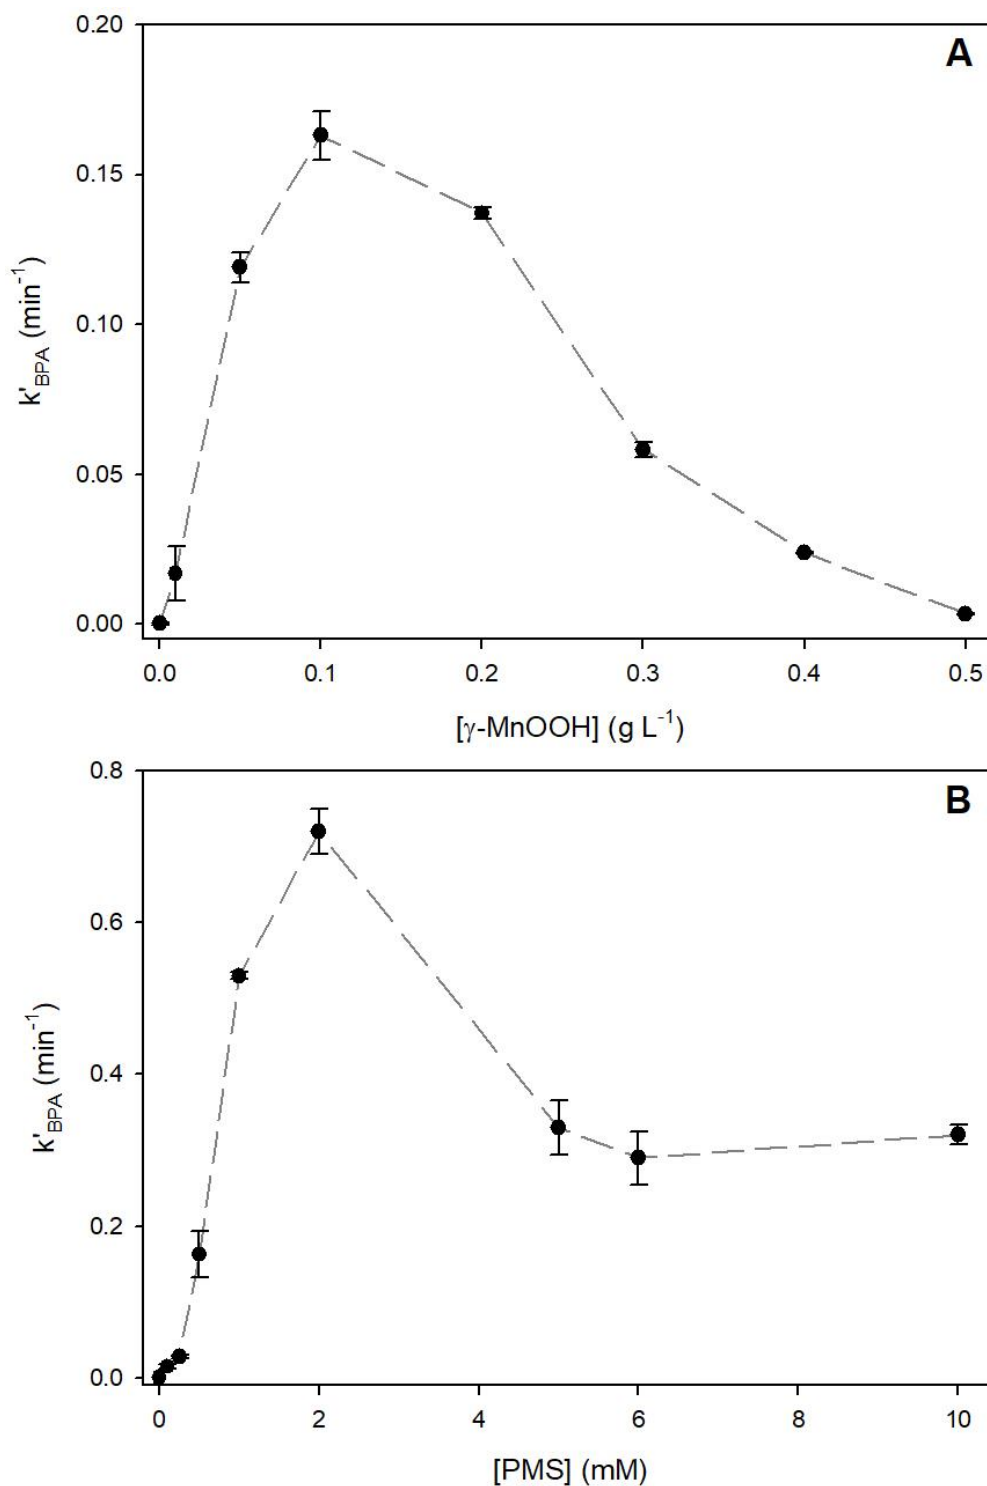 A
0.20
0.15
0.10
0.05
0.00
k'BPA (min-1)
0.0 0.1 0.2 0.3 0.4 0.5
[γ-MnOOH] (g L-1)
B
0.8
0.6
0.4
0.2
0.0
k'BPA (min-1)
0 2 4 6 8 10
[PMS] (mM)